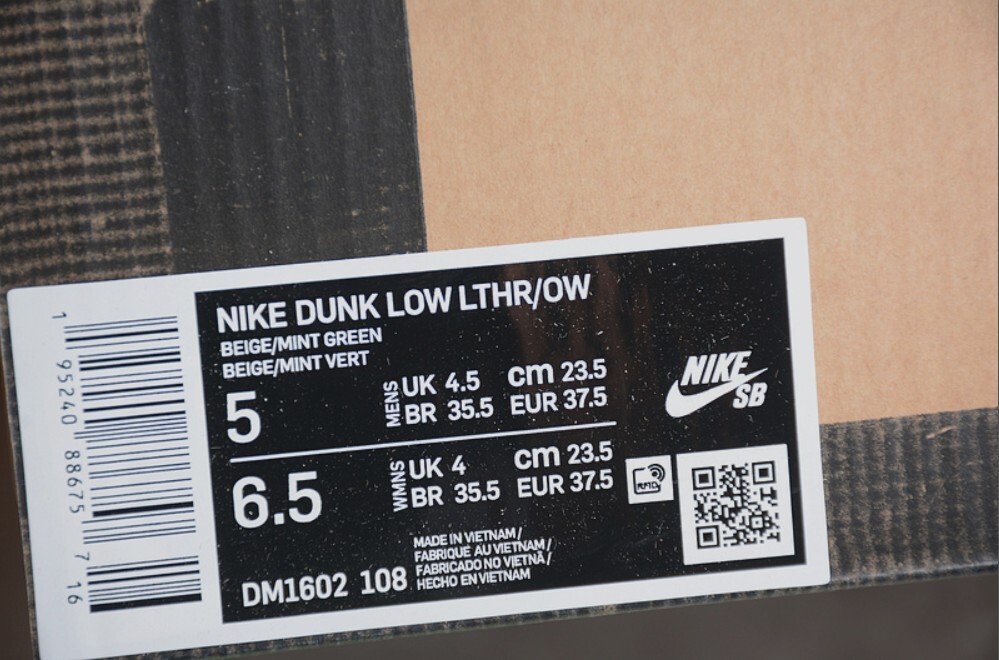 NIKE DUNK LOW LTHR/OW
BEIGE/MINT GREEN
BEIGE/MINT VERT
5
MENS
UK 4.5 cm 23.5
BR 35.5 EUR 37.5
6.5
WMNS
UK 4 cm 23.5
BR 35.5 EUR 37.5
RFID
NIKE
SB
MADE IN VIETNAM/
FABRIQUÉ AU VIETNAM/
FABRICADO NO VIETNÃ/
HECHO EN VIETNAM
DM1602 108
1 95240 88675 7 16